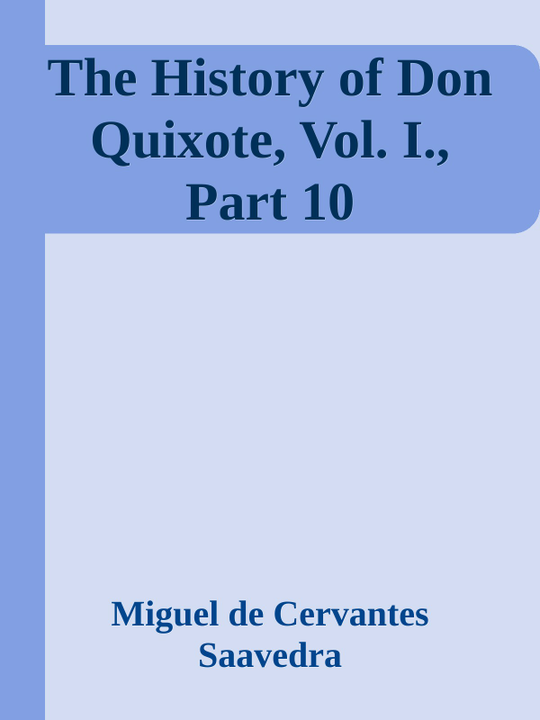 The History of Don
Quixote, Vol. I.,
Part 10
Miguel de Cervantes
Saavedra